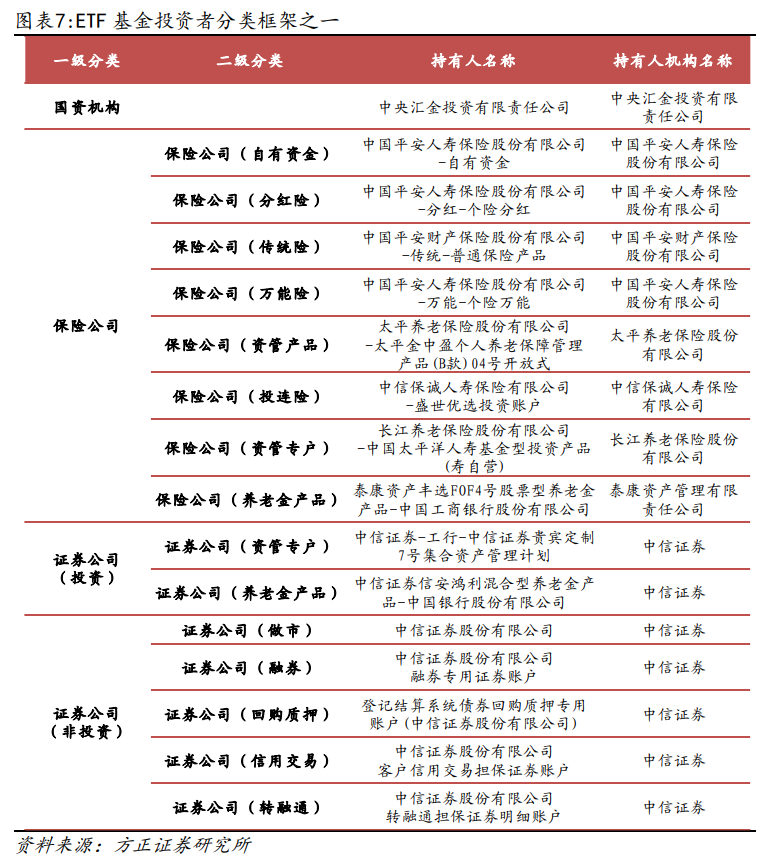 图表7:ETF 基金投资者分类框架之一
一级分类 二级分类 持有人名称 持有人机构名称
国资机构 中央汇金投资有限责任公司 中央汇金投资有限
责任公司
保险公司
保险公司（自有资金） 中国平安人寿保险股份有限公司 中国平安人寿保险
-自有资金 股份有限公司
保险公司（分红险） 中国平安人寿保险股份有限公司 中国平安人寿保险
-分红-个险分红 股份有限公司
保险公司（传统险） 中国平安财产保险股份有限公司 中国平安财产保险
-传统-普通保险产品 股份有限公司
保险公司（万能险） 中国平安人寿保险股份有限公司 中国平安人寿保险
-万能-个险万能 股份有限公司
保险公司（资管产品） 太平养老保险股份有限公司 太平养老保险股份
-太平金中盈个人养老保障管理 有限公司
产品(B款)04号开放式
保险公司（投连险） 中信保诚人寿保险有限公司 中信保诚人寿保险
-盛世优选投资账户 有限公司
保险公司（资管专户） 长江养老保险股份有限公司 长江养老保险股份
-中国太平洋人寿基金型投资产品 有限公司
(寿自营)
保险公司（养老金产品） 泰康资产丰选FOF4号股票型养老金 泰康资产管理有限
产品-中国工商银行股份有限公司 责任公司
证券公司
（投资）
证券公司（资管专户） 中信证券-工行-中信证券贵宾定制 中信证券
7号集合资产管理计划
证券公司（养老金产品） 中信证券信安鸿利混合型养老金产 中信证券
品-中国银行股份有限公司
证券公司
（非投资）
证券公司（做市） 中信证券股份有限公司 中信证券
证券公司（融券） 中信证券股份有限公司 中信证券
融券专用证券账户
证券公司（回购质押） 登记结算系统债券回购质押专用 中信证券
账户(中信证券股份有限公司)
证券公司（信用交易） 中信证券股份有限公司 中信证券
客户信用交易担保证券账户
证券公司（转融通） 中信证券股份有限公司 中信证券
转融通担保证券明细账户
资料来源：方正证券研究所